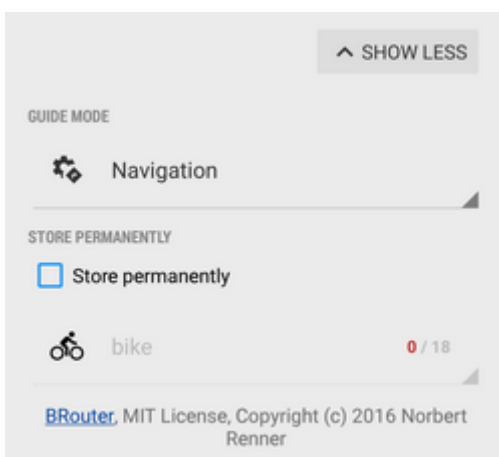 SHOW LESS
GUIDE MODE
Navigation
STORE PERMANENTLY
Store permanently
bike 0 / 18
BRouter, MIT License, Copyright (c) 2016 Norbert
Renner